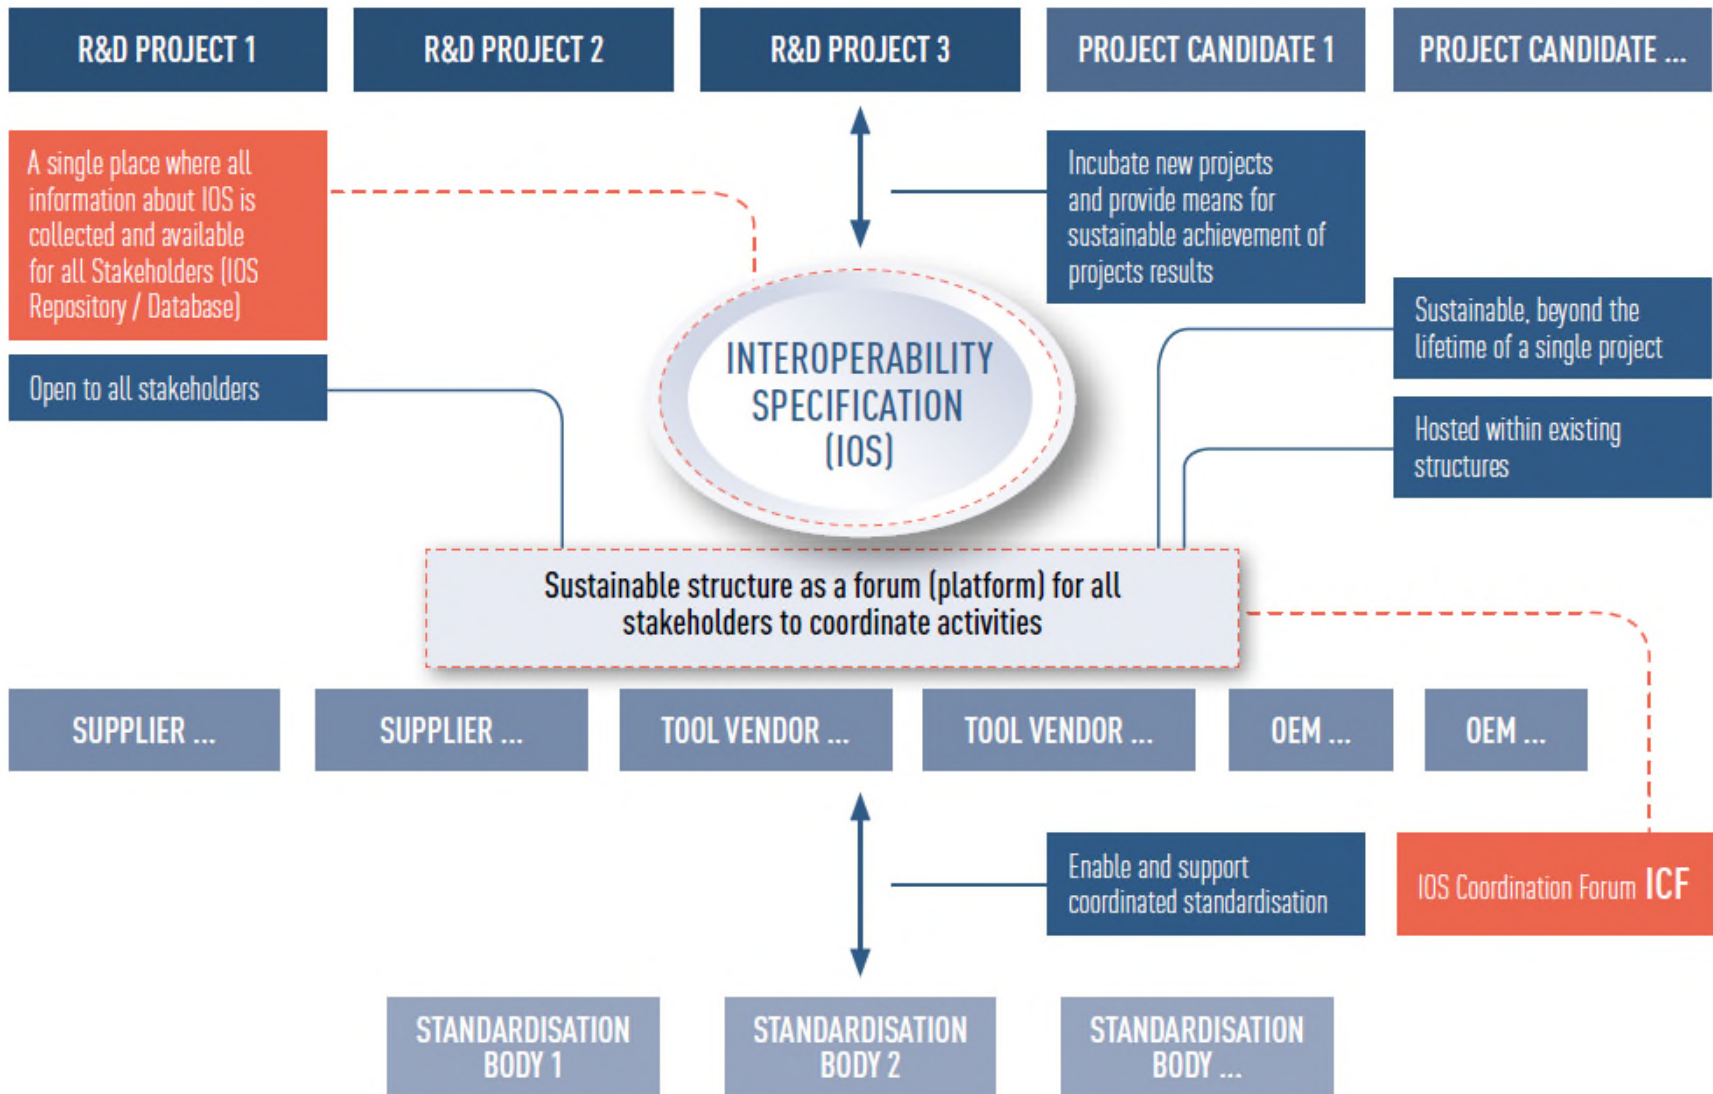 R&D PROJECT 1
R&D PROJECT 2
R&D PROJECT 3
PROJECT CANDIDATE 1
PROJECT CANDIDATE ...
A single place where all
information about IOS is
collected and available
for all Stakeholders (IOS
Repository / Database)
Incubate new projects
and provide means for
sustainable achievement of
projects results
Open to all stakeholders
INTEROPERABILITY
SPECIFICATION
(IOS)
Sustainable, beyond the
lifetime of a single project
Hosted within existing
structures
Sustainable structure as a forum (platform) for all
stakeholders to coordinate activities
SUPPLIER ...
SUPPLIER ...
TOOL VENDOR ...
TOOL VENDOR ...
OEM ...
OEM ...
Enable and support
coordinated standardisation
IOS Coordination Forum ICF
STANDARDISATION
BODY 1
STANDARDISATION
BODY 2
STANDARDISATION
BODY ...